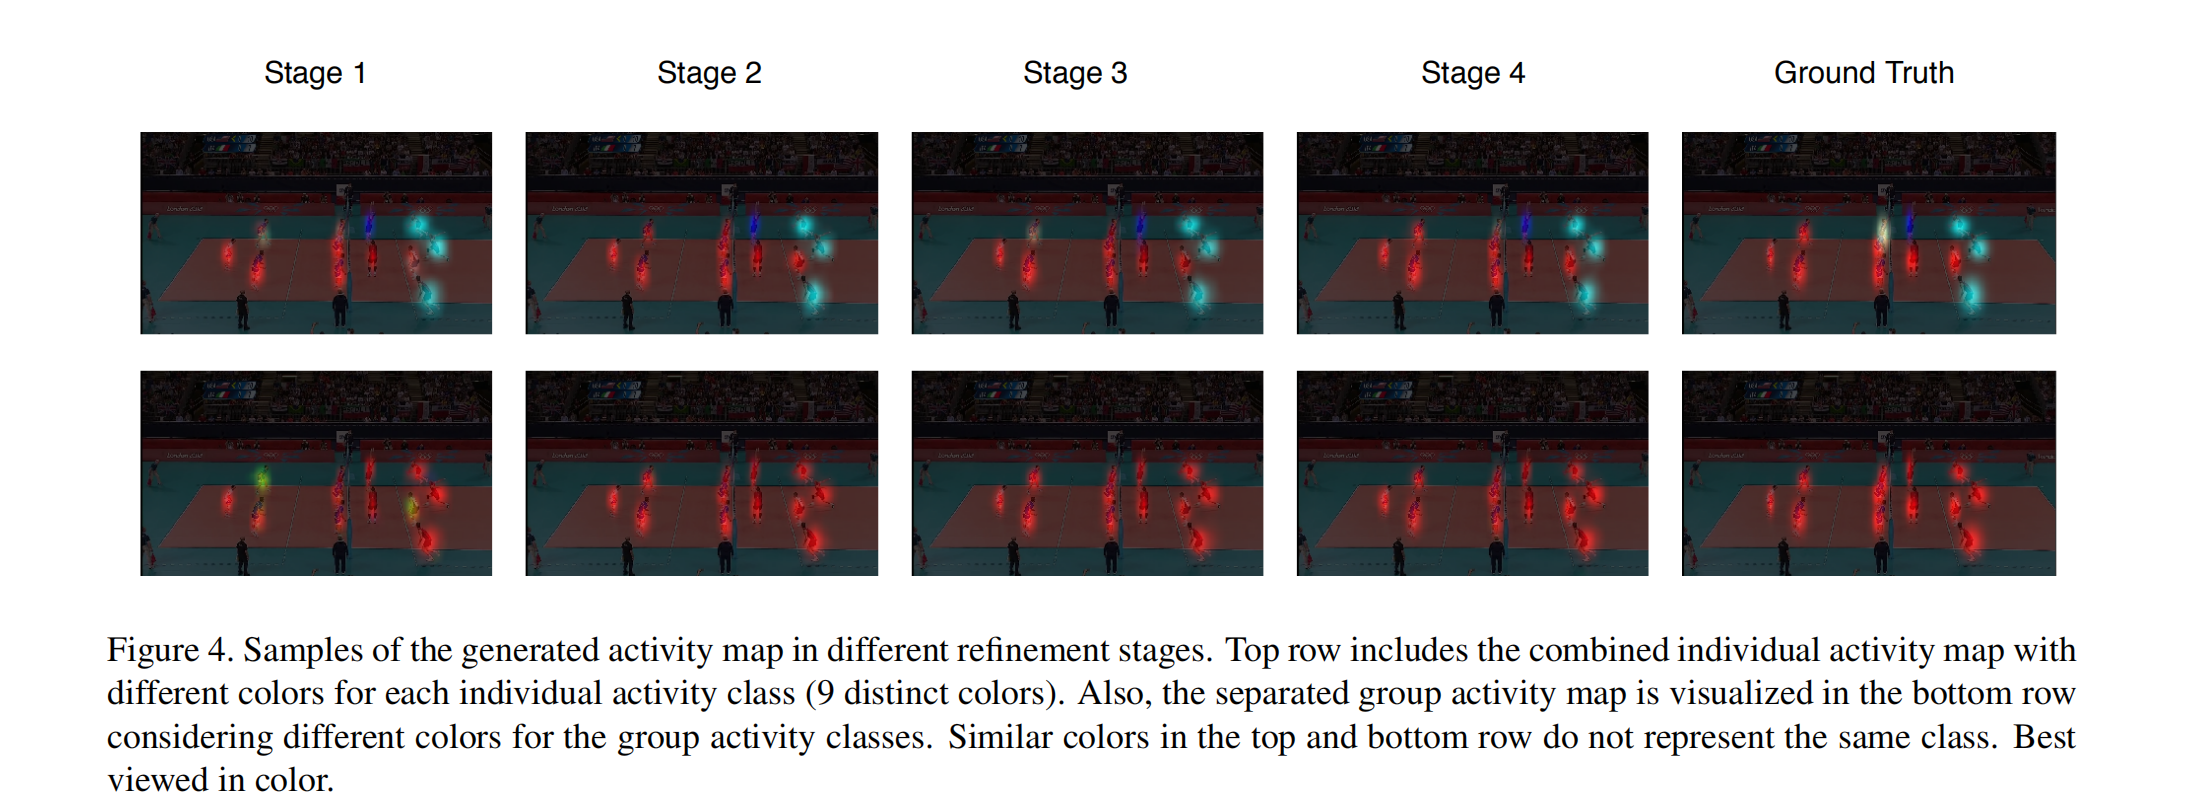 Stage 1 Stage 2 Stage 3 Stage 4 Ground Truth
Figure 4. Samples of the generated activity map in different refinement stages. Top row includes the combined individual activity map with
different colors for each individual activity class (9 distinct colors). Also, the separated group activity map is visualized in the bottom row
considering different colors for the group activity classes. Similar colors in the top and bottom row do not represent the same class. Best
viewed in color.